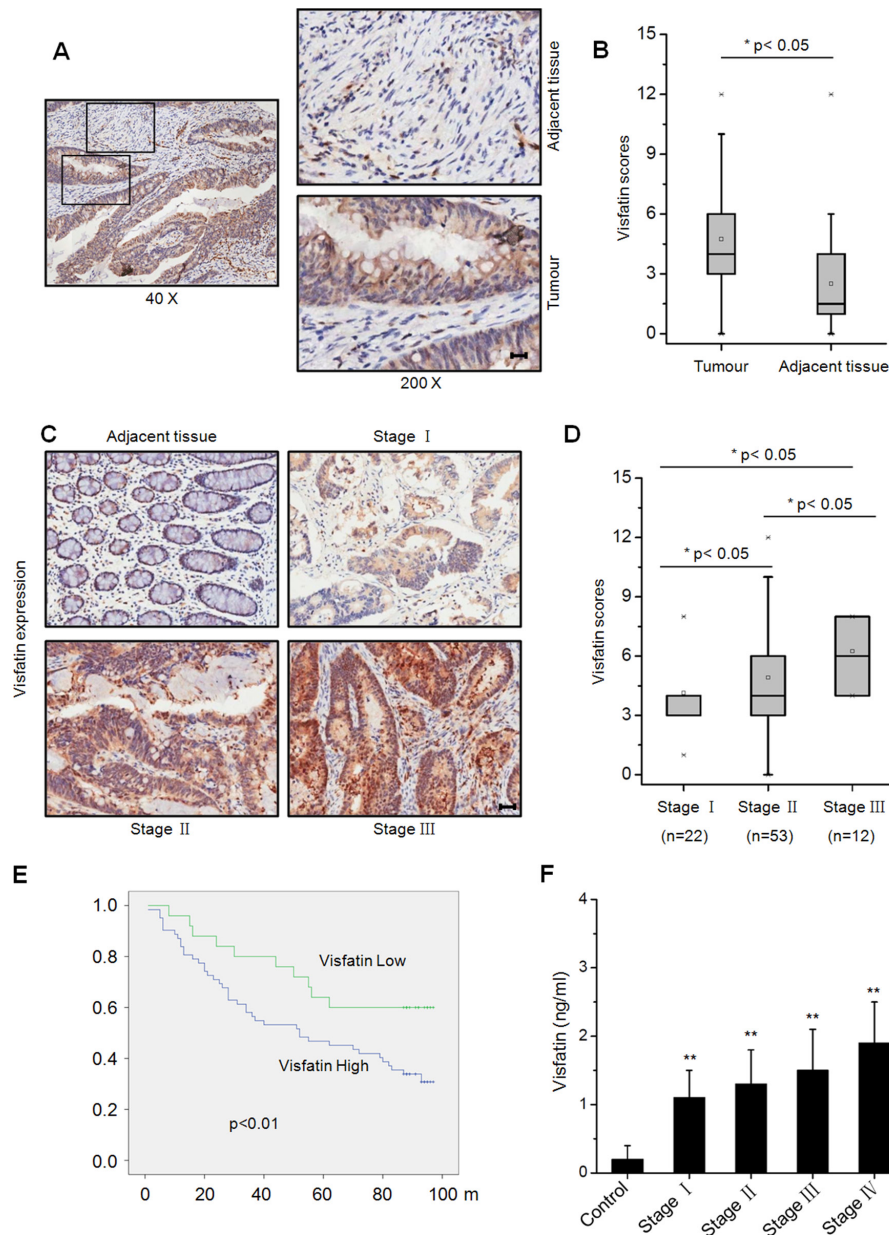 A
40 X
Adjacent tissue
Tumour
200 X
B
* p< 0.05
Visfatin scores
15
12
9
6
3
0
Tumour Adjacent tissue
C
Adjacent tissue Stage Ⅰ
Visfatin expression
Stage Ⅱ Stage Ⅲ
D
* p< 0.05
* p< 0.05
* p< 0.05
Visfatin scores
15
12
9
6
3
0
Stage Ⅰ Stage Ⅱ Stage Ⅲ
(n=22) (n=53) (n=12)
E
1.0
0.8
0.6
0.4
0.2
0.0
Visfatin Low
Visfatin High
p<0.01
0 20 40 60 80 100 m
F
Visfatin (ng/ml)
4
3
2
1
0
** ** ** **
Control Stage Ⅰ Stage Ⅱ Stage Ⅲ Stage Ⅳ